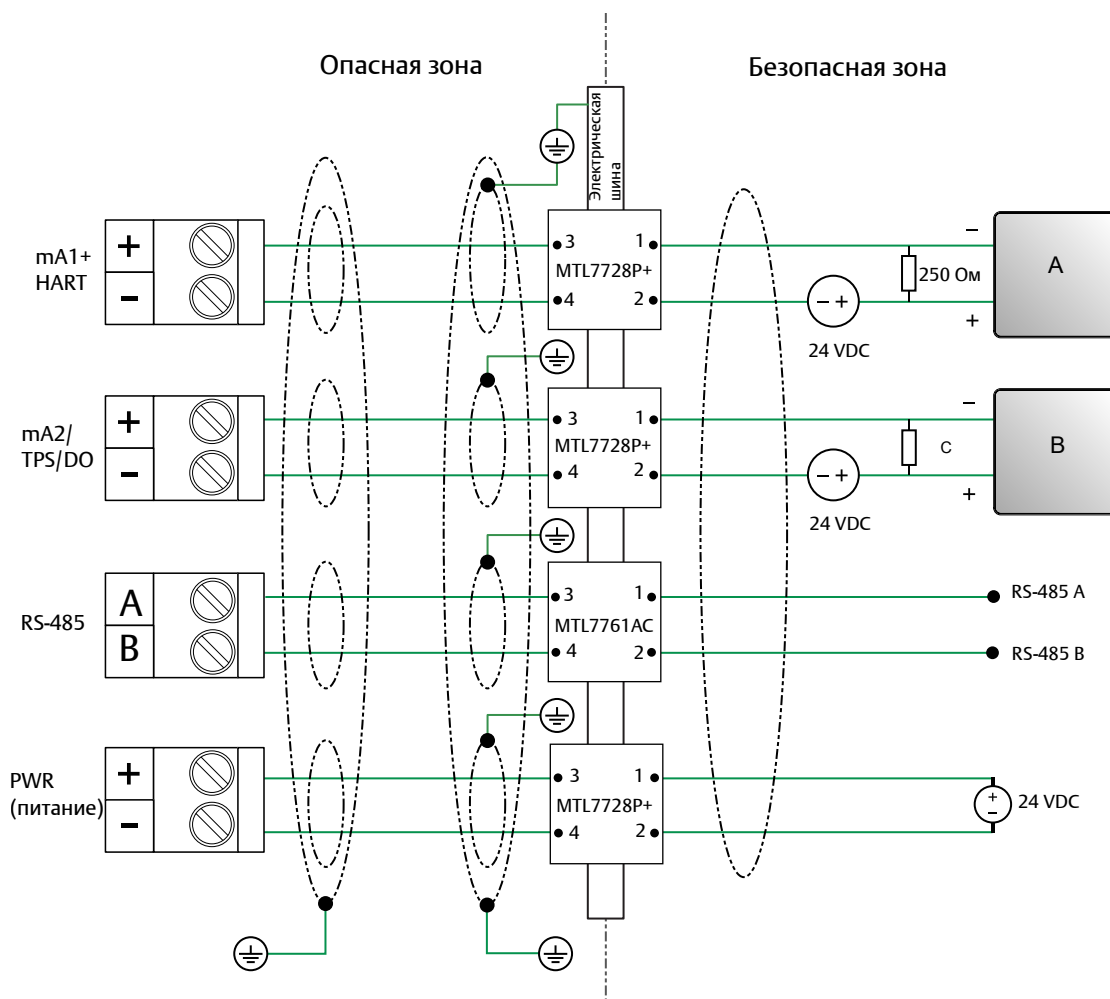 Опасная зона
Безопасная зона
Электрическая
шина
mA1+
HART
+
-
3
4
MTL7728P+
1
2
250 Ом
- +
24 VDC
-
+
A
mA2/
TPS/DO
+
-
3
4
MTL7728P+
1
2
C
- +
24 VDC
-
+
B
RS-485
A
B
3
4
MTL7761AC
1
2
RS-485 A
RS-485 B
PWR
(питание)
+
-
3
4
MTL7728P+
1
2
+
-
24 VDC